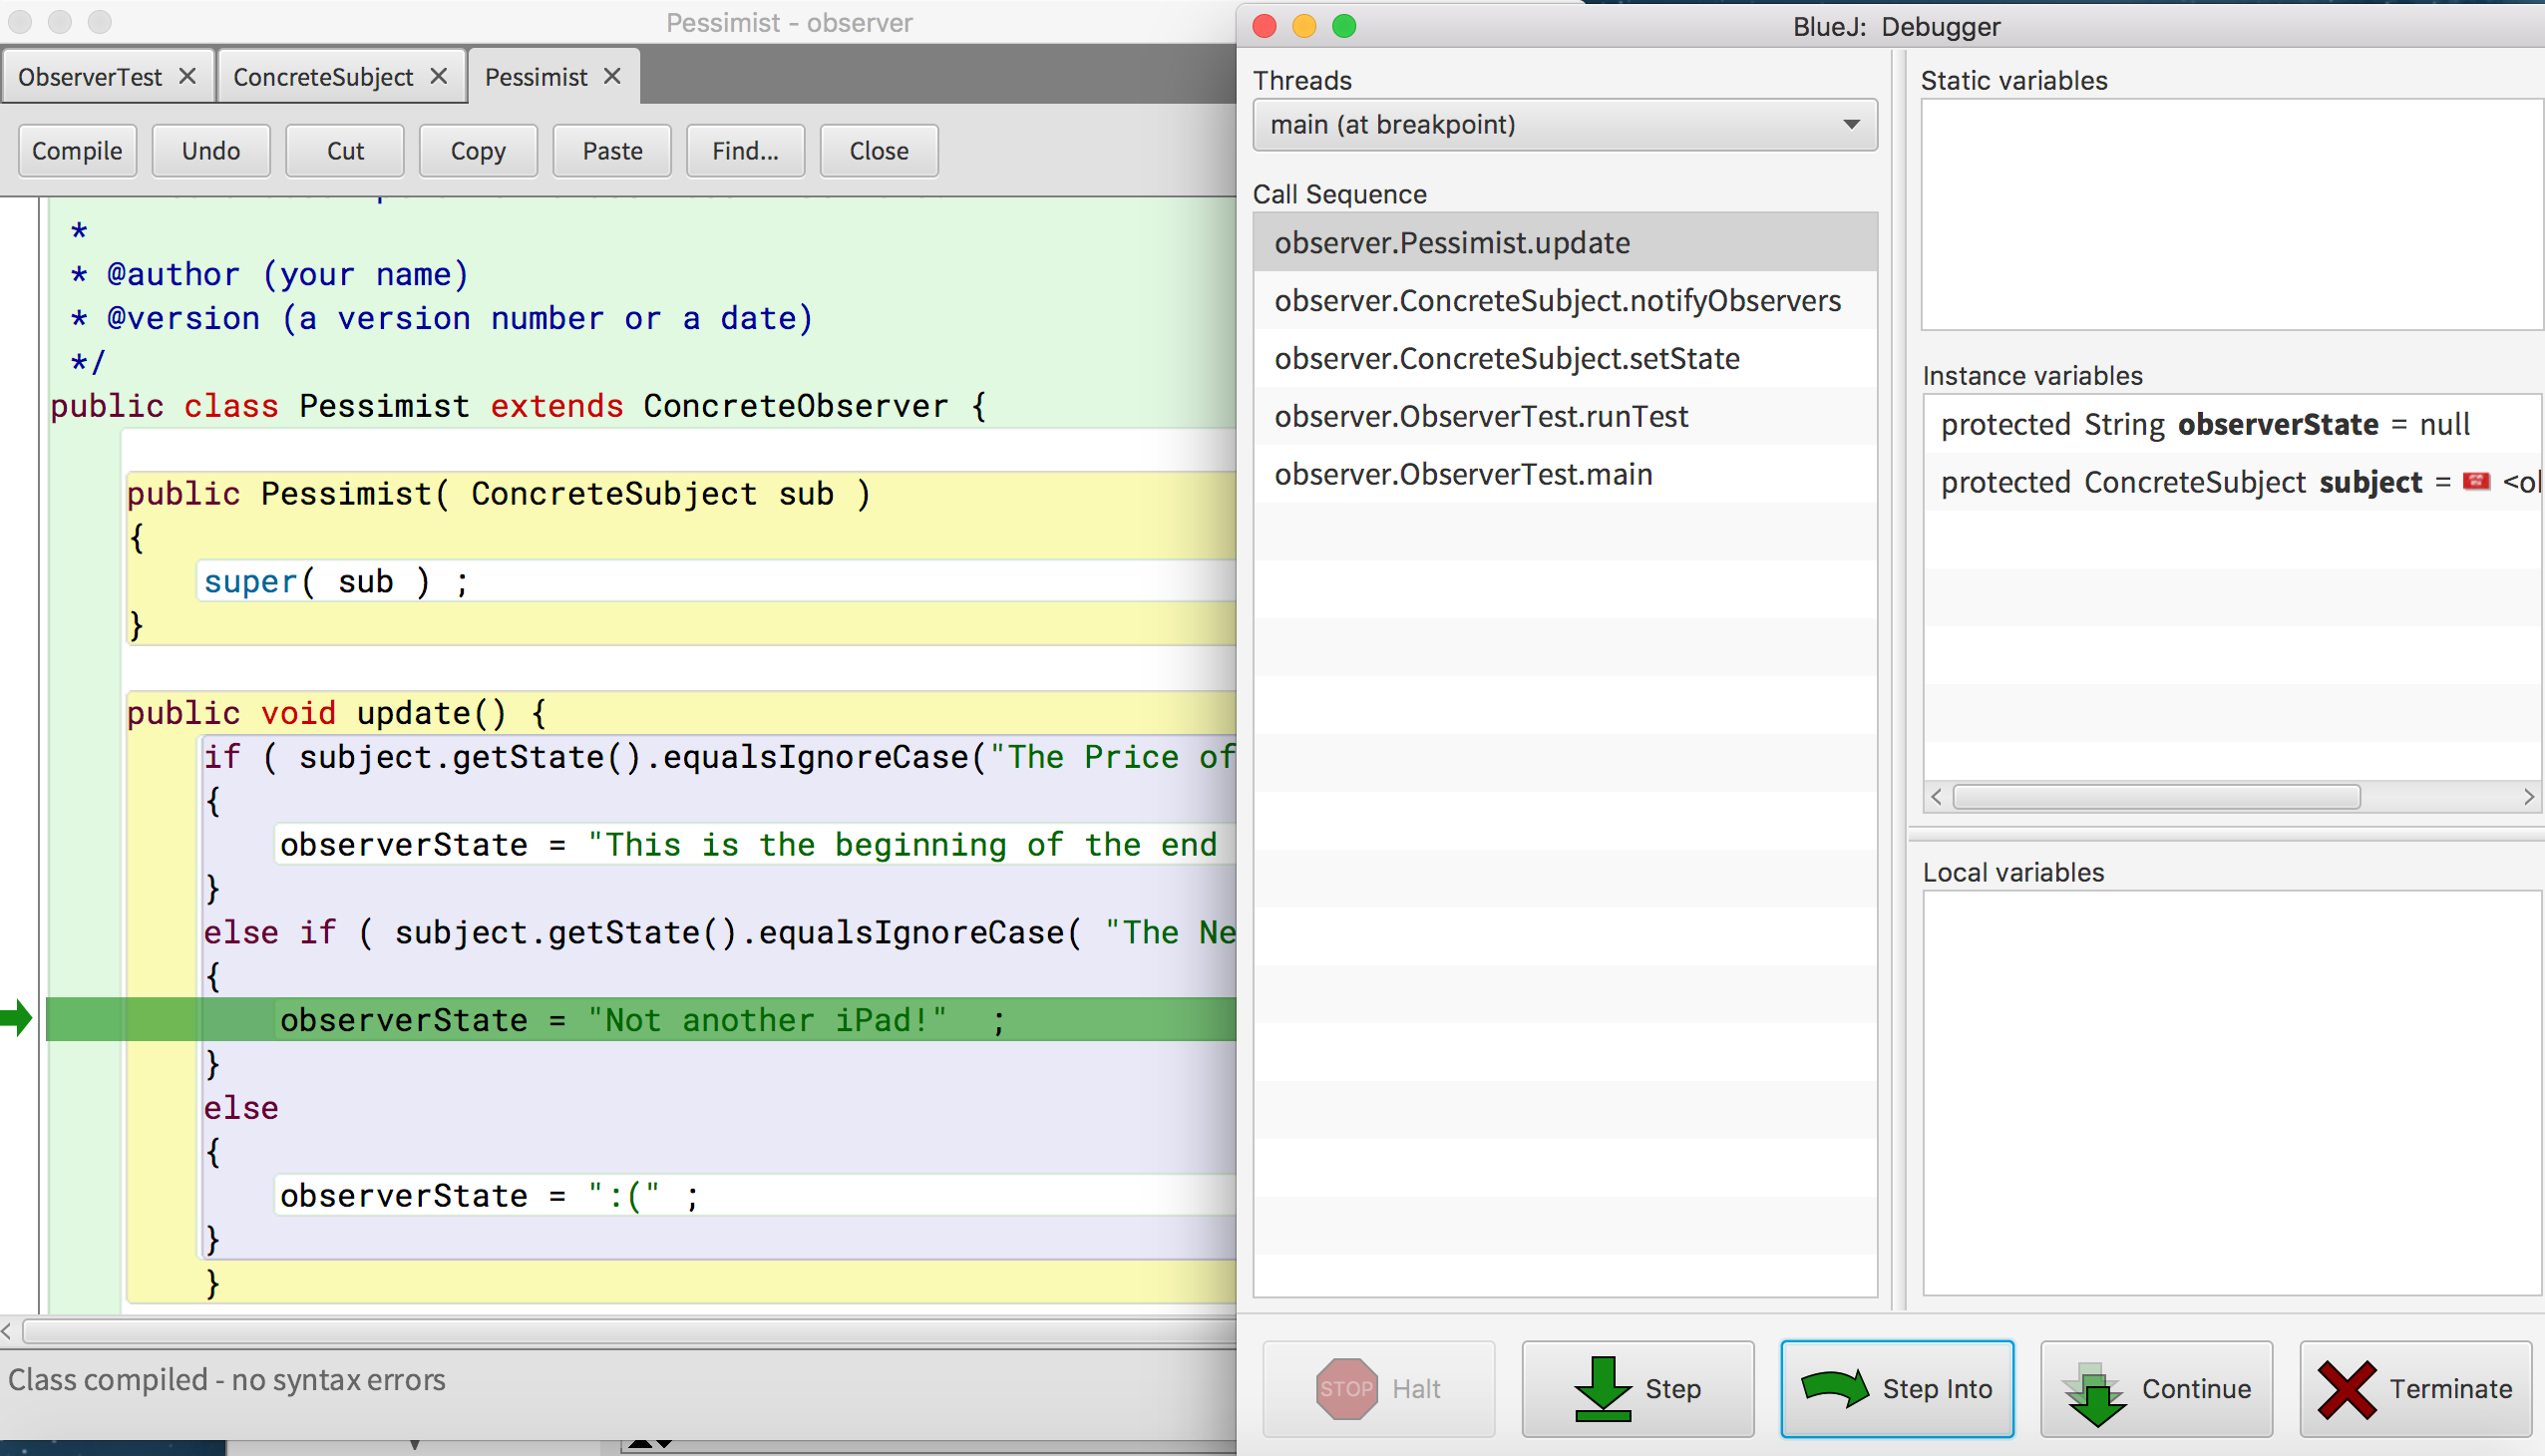 Pessimist - observer
ObserverTest
ConcreteSubject
Pessimist
Compile
Undo
Cut
Copy
Paste
Find...
Close
*
* @author (your name)
* @version (a version number or a date)
*/
public class Pessimist extends ConcreteObserver {
public Pessimist( ConcreteSubject sub )
{
super( sub ) ;
}
public void update() {
if ( subject.getState().equalsIgnoreCase("The Price of
{
observerState = "This is the beginning of the end
}
else if ( subject.getState().equalsIgnoreCase( "The Ne
{
observerState = "Not another iPad!"  ;
}
else
{
observerState = ":(" ;
}
}
Class compiled - no syntax errors
BlueJ: Debugger
Threads
main (at breakpoint)
Call Sequence
observer.Pessimist.update
observer.ConcreteSubject.notifyObservers
observer.ConcreteSubject.setState
observer.ObserverTest.runTest
observer.ObserverTest.main
Static variables
Instance variables
protected String observerState = null
protected ConcreteSubject subject = <ol
Local variables
STOP Halt
Step
Step Into
Continue
Terminate